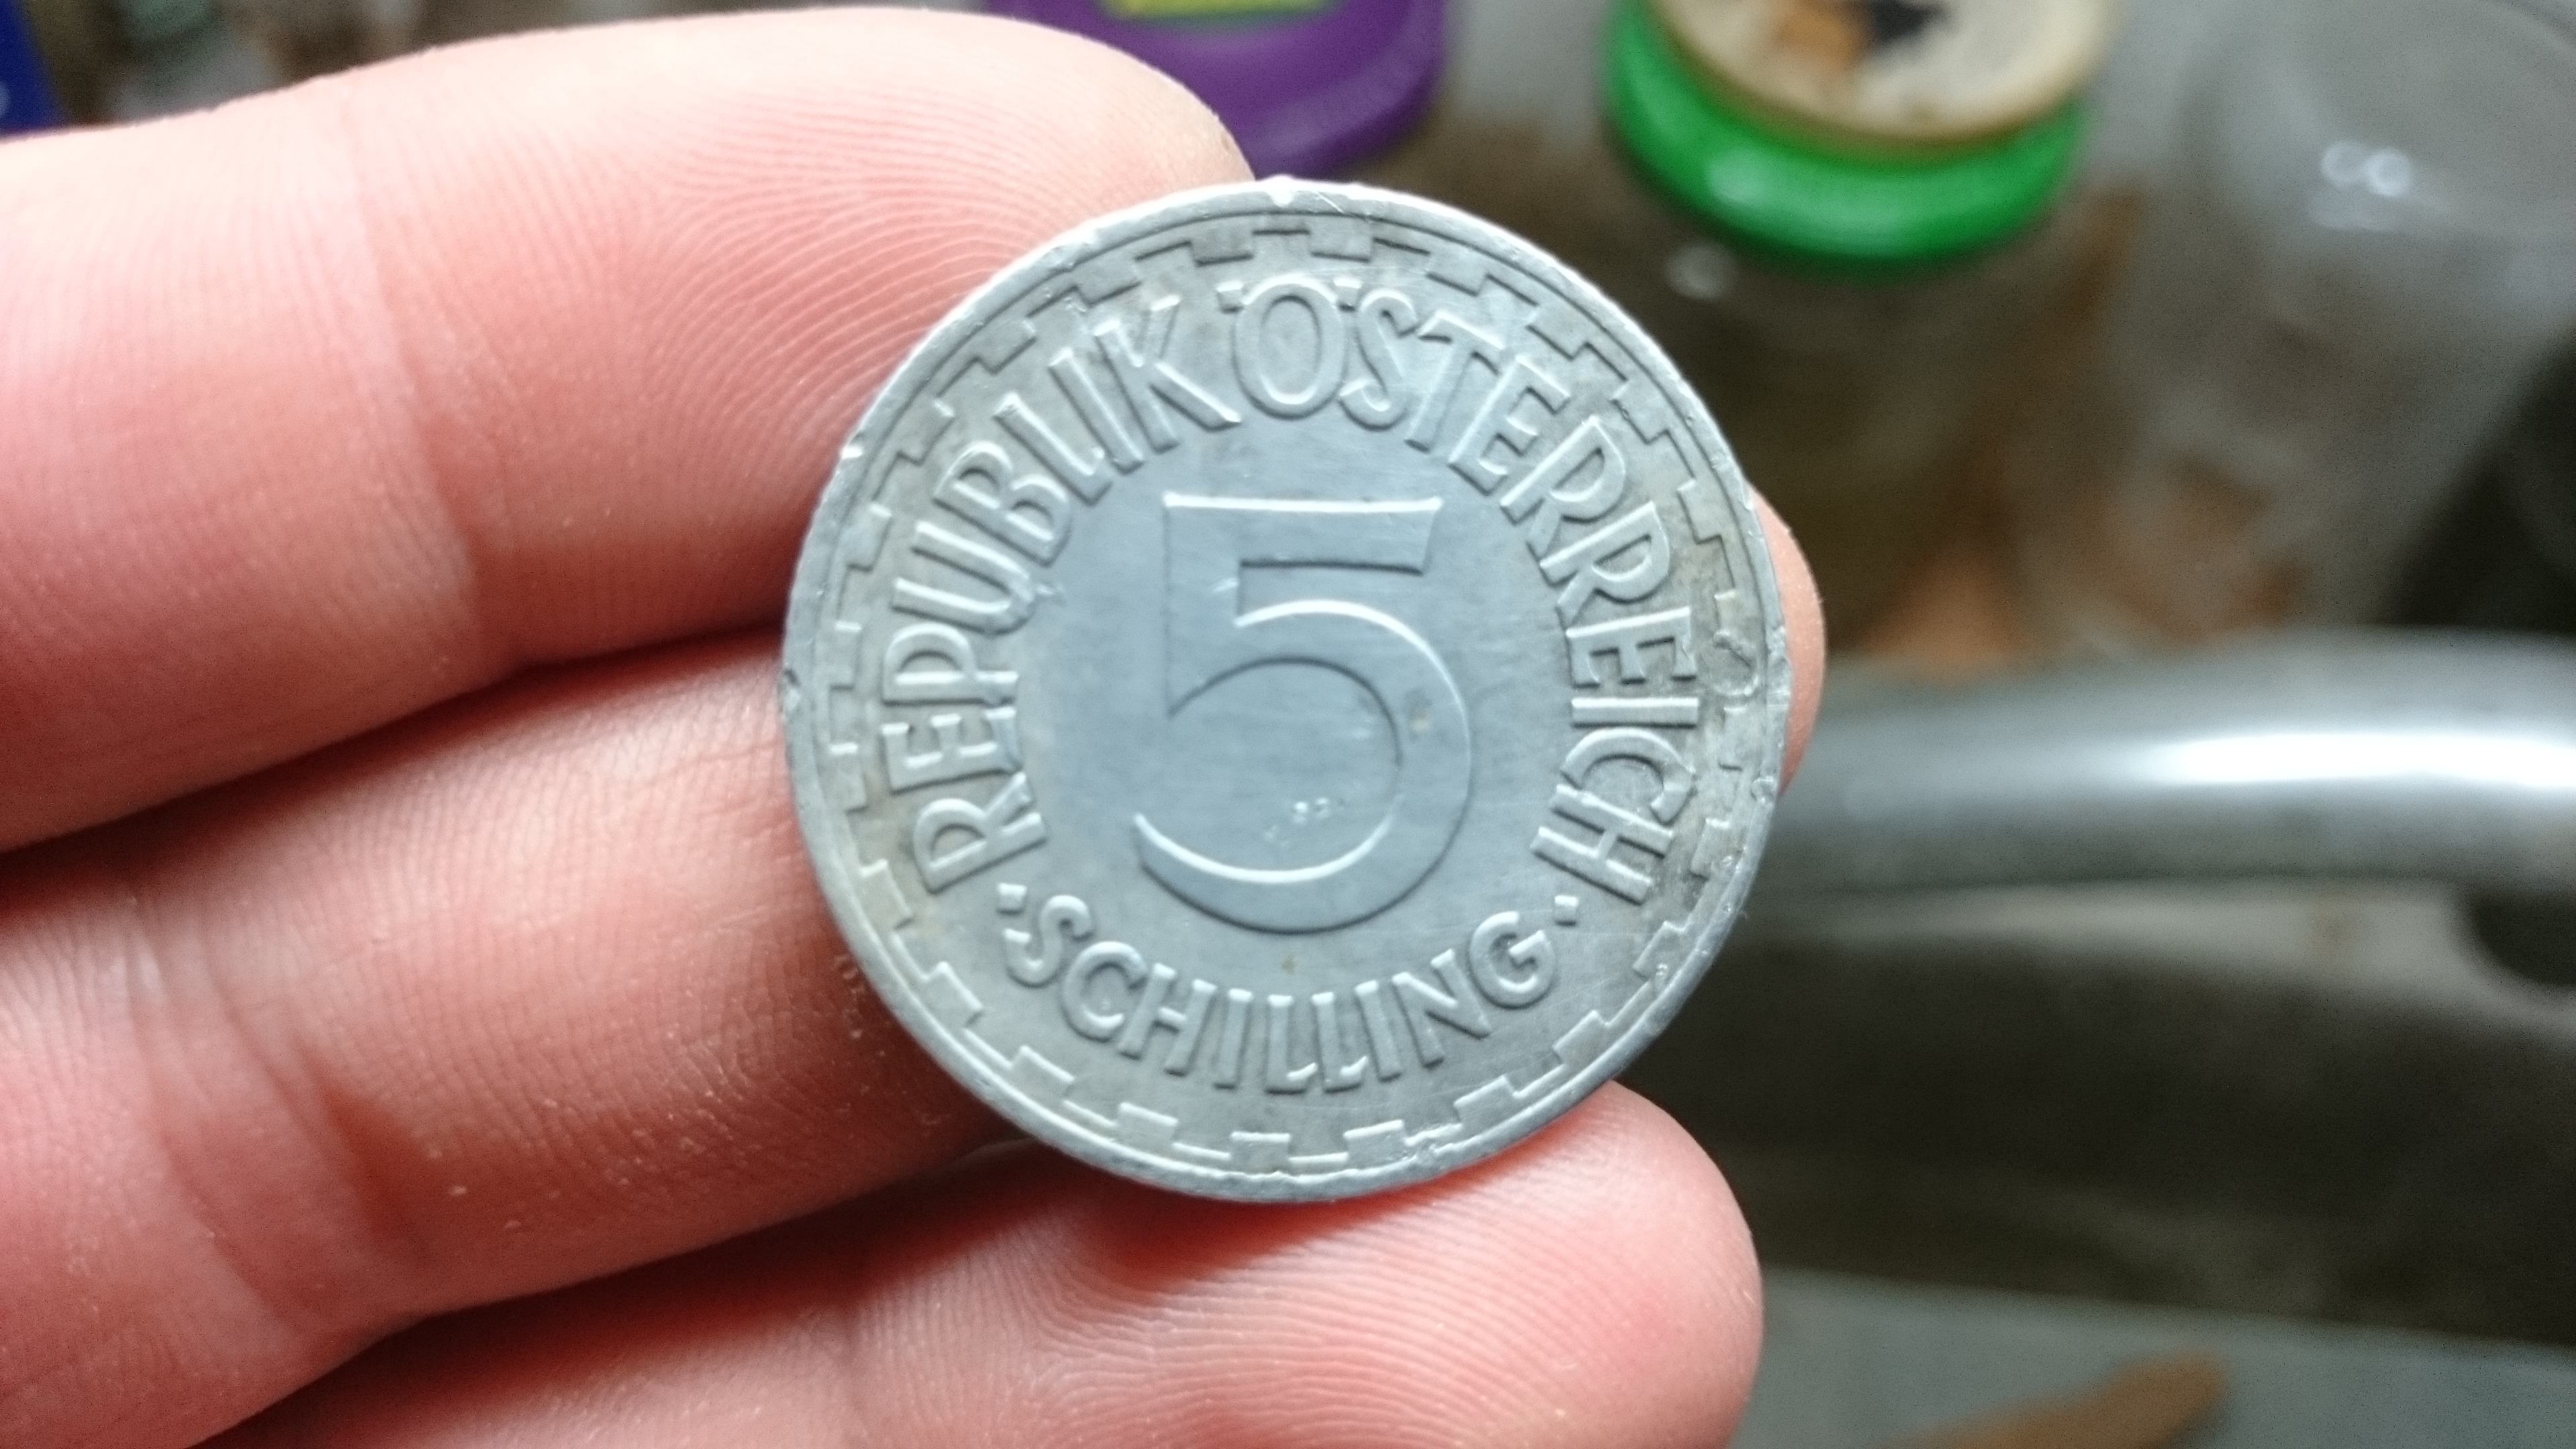 REPUBLIK ÖSTERREICH
5
·SCHILLING·